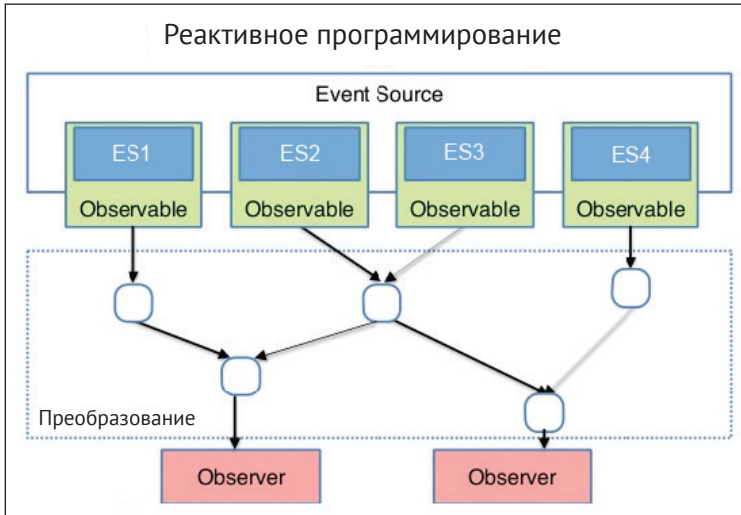 Реактивное программирование
Event Source
ES1
ES2
ES3
ES4
Observable
Observable
Observable
Observable
Преобразование
Observer
Observer